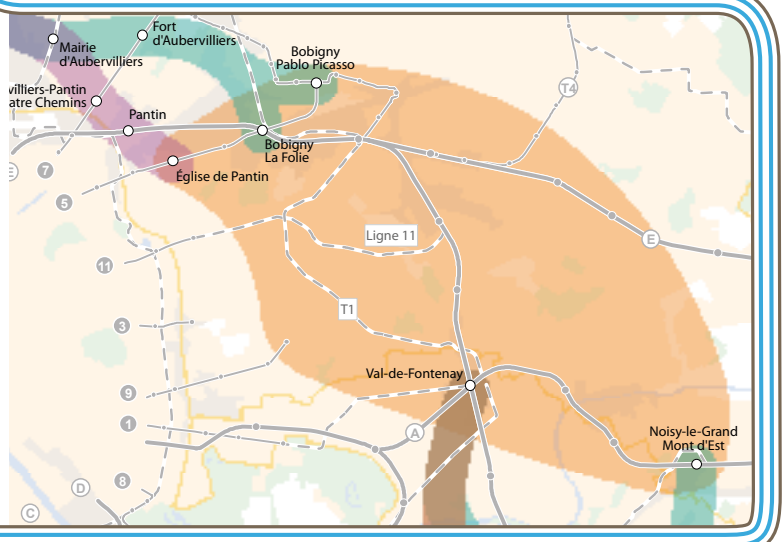 Fort
d'Aubervilliers
Mairie
d'Aubervilliers
Bobigny
Pablo Picasso
villiers-Pantin
atre Chemins
Pantin
T4
Bobigny
La Folie
E
7
Église de Pantin
5
Ligne 11
E
11
T1
3
Val-de-Fontenay
9
1
A
Noisy-le-Grand
Mont d'Est
8
D
C